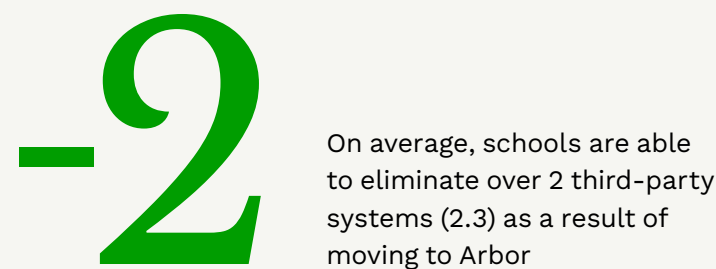 -2
On average, schools are able
to eliminate over 2 third-party
systems (2.3) as a result of
moving to Arbor